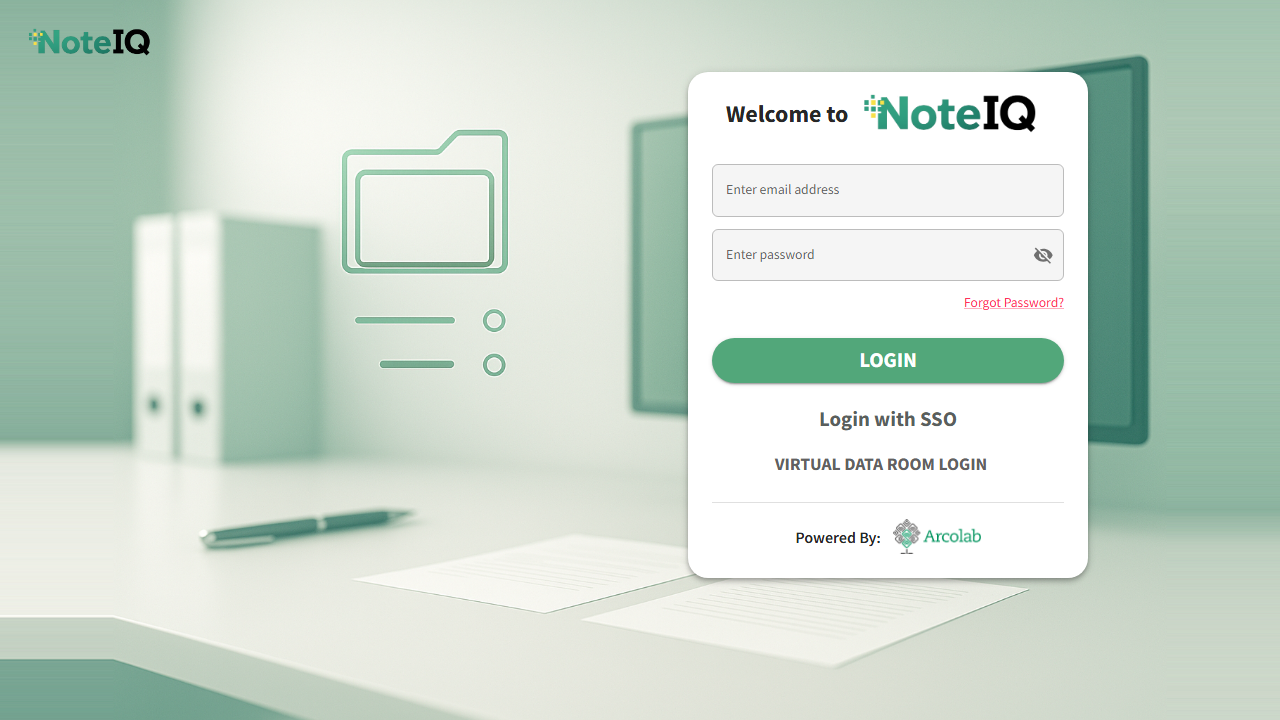 NoteIQ
Welcome to NoteIQ
Enter email address
Enter password
Forgot Password?
LOGIN
Login with SSO
VIRTUAL DATA ROOM LOGIN
Powered By: Arcolab